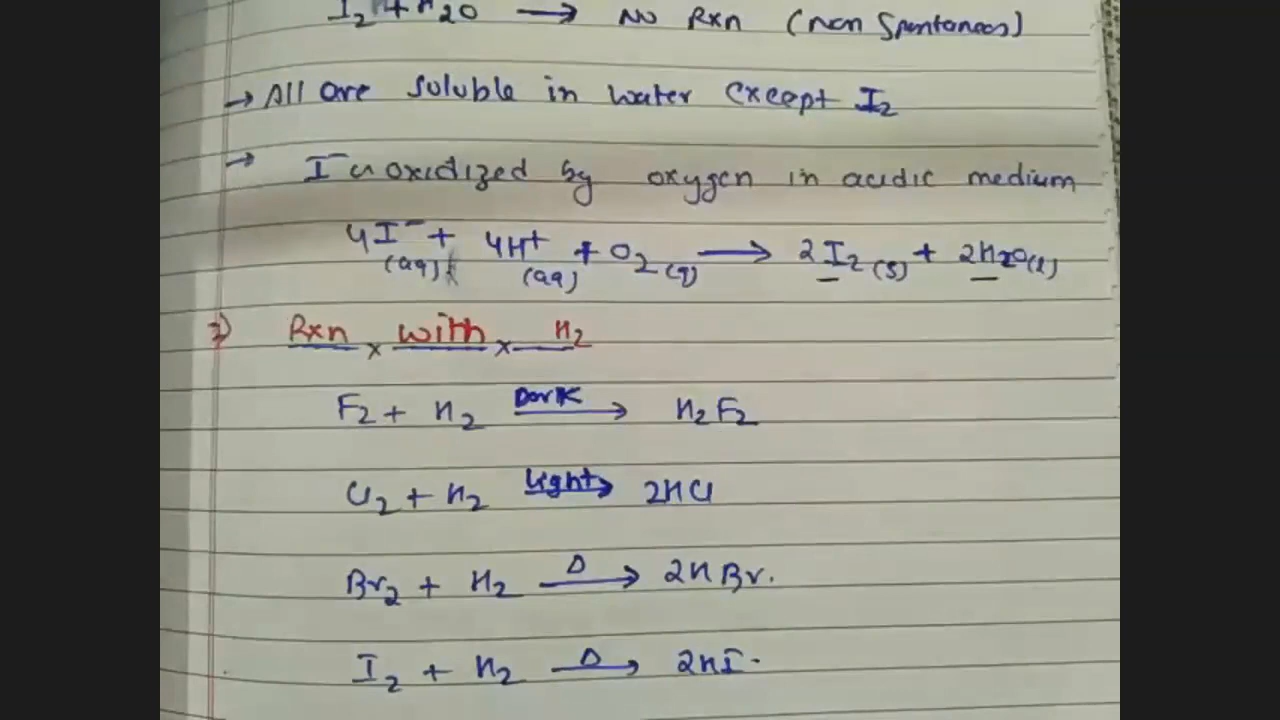 I2 + H2O → No Rxn (non Spontaneous)
→ All are soluble in water except I2
→ I⁻ is oxidized by oxygen in acidic medium
4I⁻(aq) + 4H⁺(aq) + O2(g) → 2I2(s) + 2H2O(l)
Rxn with H2
F2 + H2 Dark→ H2F2
Cl2 + H2 Light→ 2HCl
Br2 + H2 Δ→ 2HBr.
I2 + H2 Δ→ 2HI.